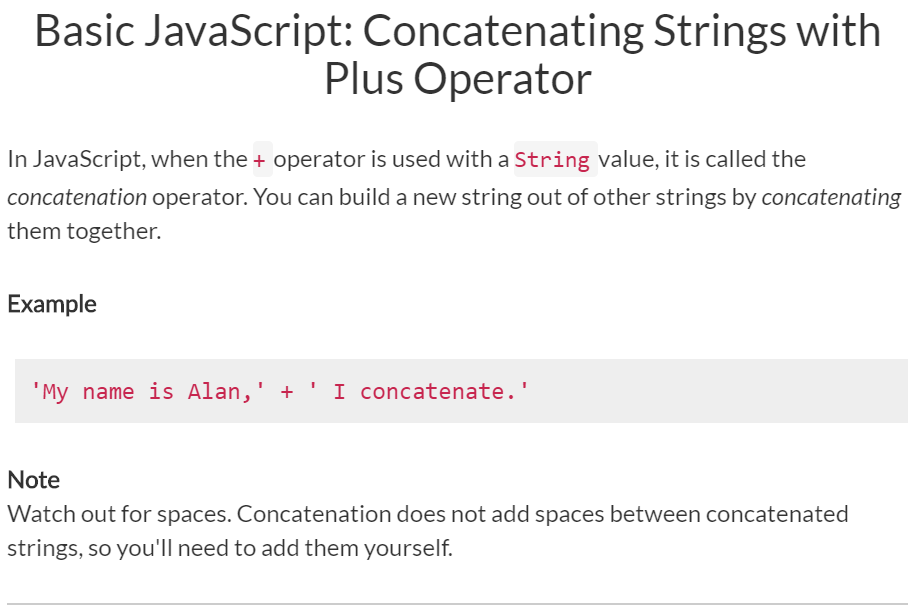 Basic JavaScript: Concatenating Strings with
Plus Operator
In JavaScript, when the + operator is used with a String value, it is called the
concatenation operator. You can build a new string out of other strings by concatenating
them together.
Example
'My name is Alan,' + ' I concatenate.'
Note
Watch out for spaces. Concatenation does not add spaces between concatenated
strings, so you'll need to add them yourself.